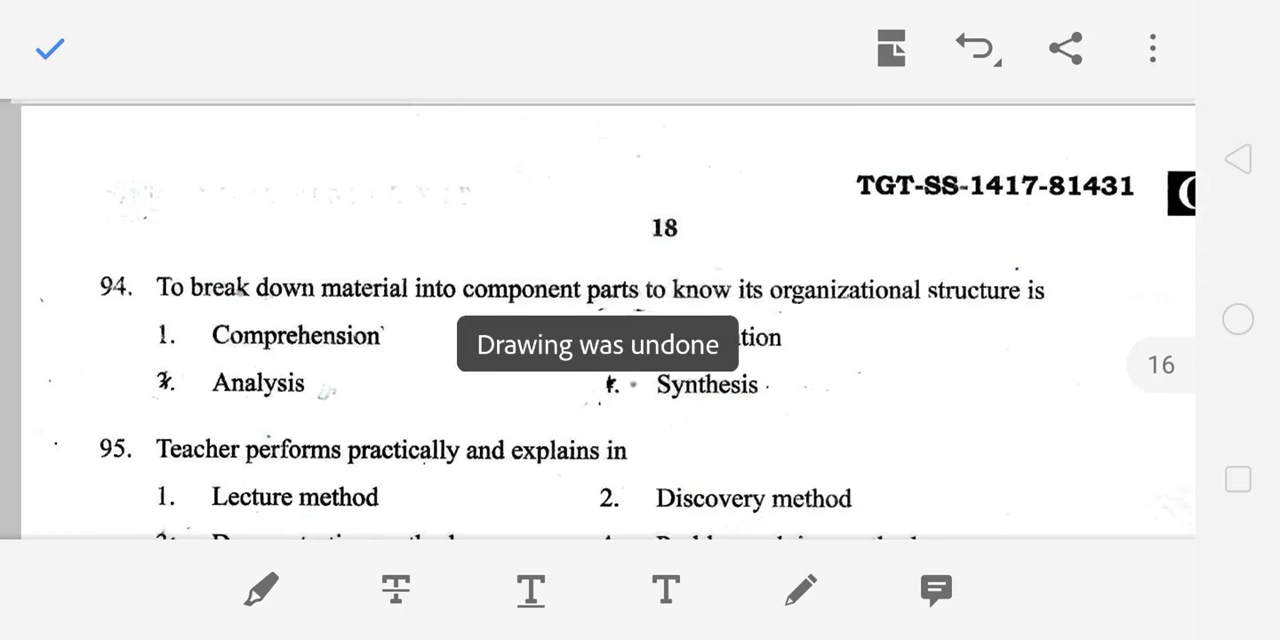 TGT-SS-1417-81431
18
94. To break down material into component parts to know its organizational structure is
1. Comprehension
Drawing was undone
tion
Analysis
Synthesis
16
95. Teacher performs practically and explains in
1. Lecture method
2. Discovery method
T
T
T